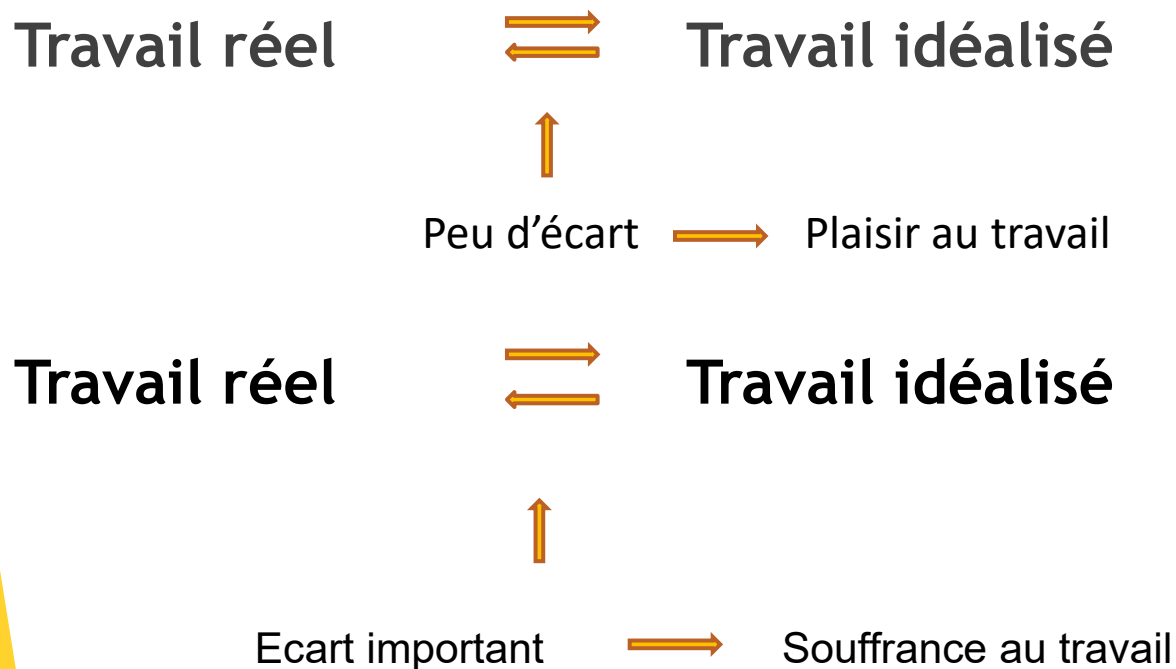 Travail réel Travail idéalisé
Peu d’écart Plaisir au travail
Travail réel Travail idéalisé
Ecart important Souffrance au travail